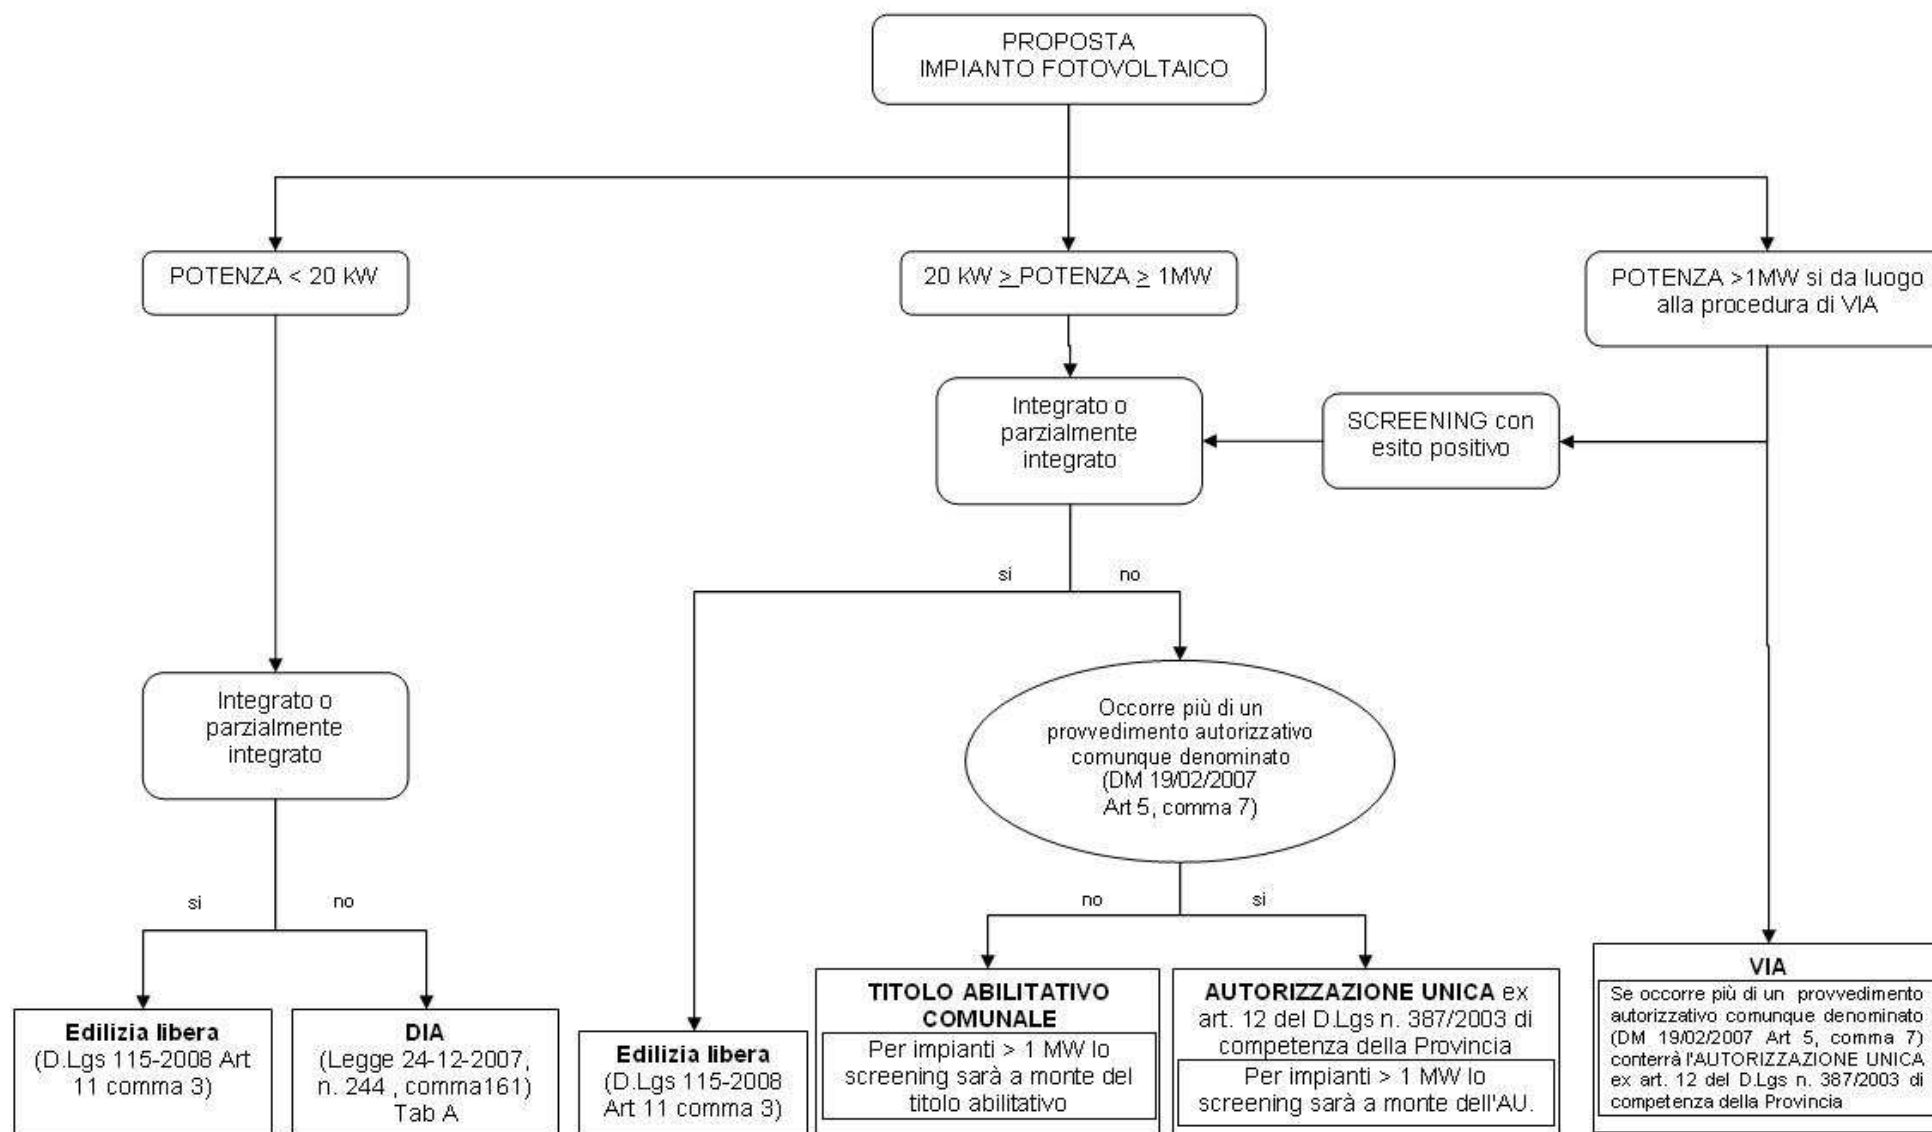 PROPOSTA
IMPIANTO FOTOVOLTAICO
POTENZA < 20 kW
20 kW ≥ POTENZA ≥ 1MW
POTENZA >1MW si da luogo
alla procedura di VIA
Integrato o
parzialmente
integrato
SCREENING con
esito positivo
si
no
Integrato o
parzialmente
integrato
Occorre più di un
provvedimento autorizzativo
comunque denominato
(DM 19/02/2007
Art 5, comma 7)
si
no
no
si
Edilizia libera
(D.Lgs 115-2008 Art
11 comma 3)
DIA
(Legge 24-12-2007,
n. 244 , comma161)
Tab A
Edilizia libera
(D.Lgs 115-2008
Art 11 comma 3)
TITOLO ABILITATIVO
COMUNALE
Per impianti > 1 MW lo
screening sarà a monte del
titolo abilitativo
AUTORIZZAZIONE UNICA ex
art. 12 del D.Lgs n. 387/2003 di
competenza della Provincia
Per impianti > 1 MW lo
screening sarà a monte dell'AU.
VIA
Se occorre più di un provvedimento
autorizzativo comunque denominato
(DM 19/02/2007 Art 5, comma 7)
conterrà l'AUTORIZZAZIONE UNICA
ex art. 12 del D.Lgs n. 387/2003 di
competenza della Provincia